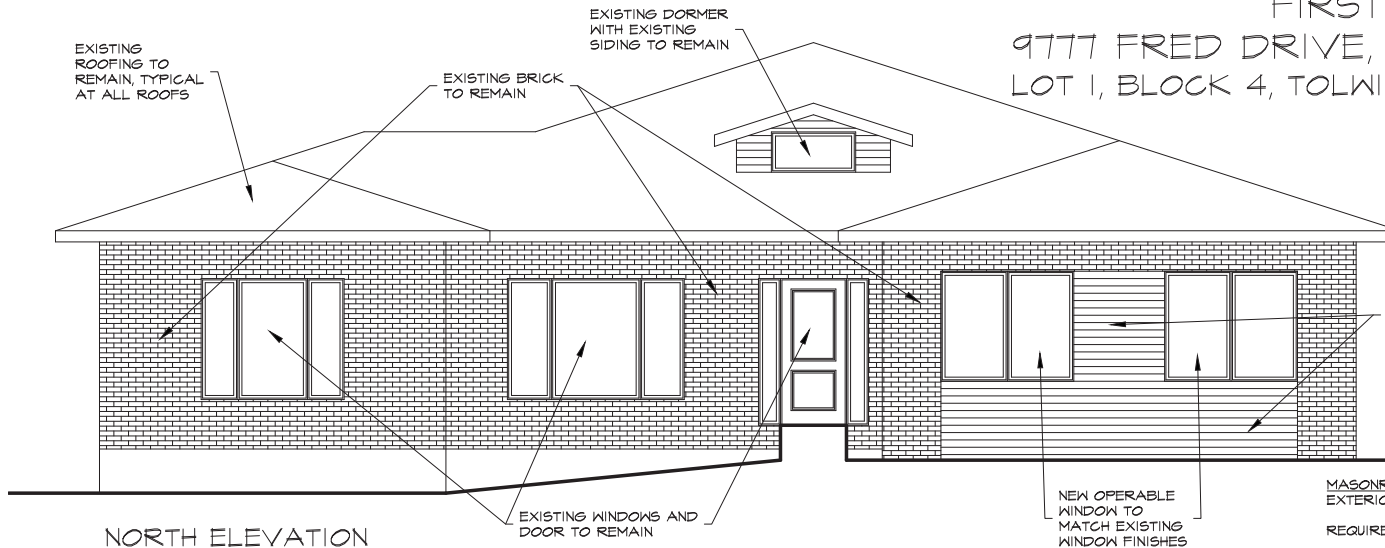 FIRST
9777 FRED DRIVE,
LOT 1, BLOCK 4, TOLWI
EXISTING DORMER
WITH EXISTING
SIDING TO REMAIN
EXISTING
ROOFING TO
REMAIN, TYPICAL
AT ALL ROOFS
EXISTING BRICK
TO REMAIN
NEW OPERABLE
WINDOW TO
MATCH EXISTING
WINDOW FINISHES
MASONR
EXTERIO
REQUIRE
EXISTING WINDOWS AND
DOOR TO REMAIN
NORTH ELEVATION